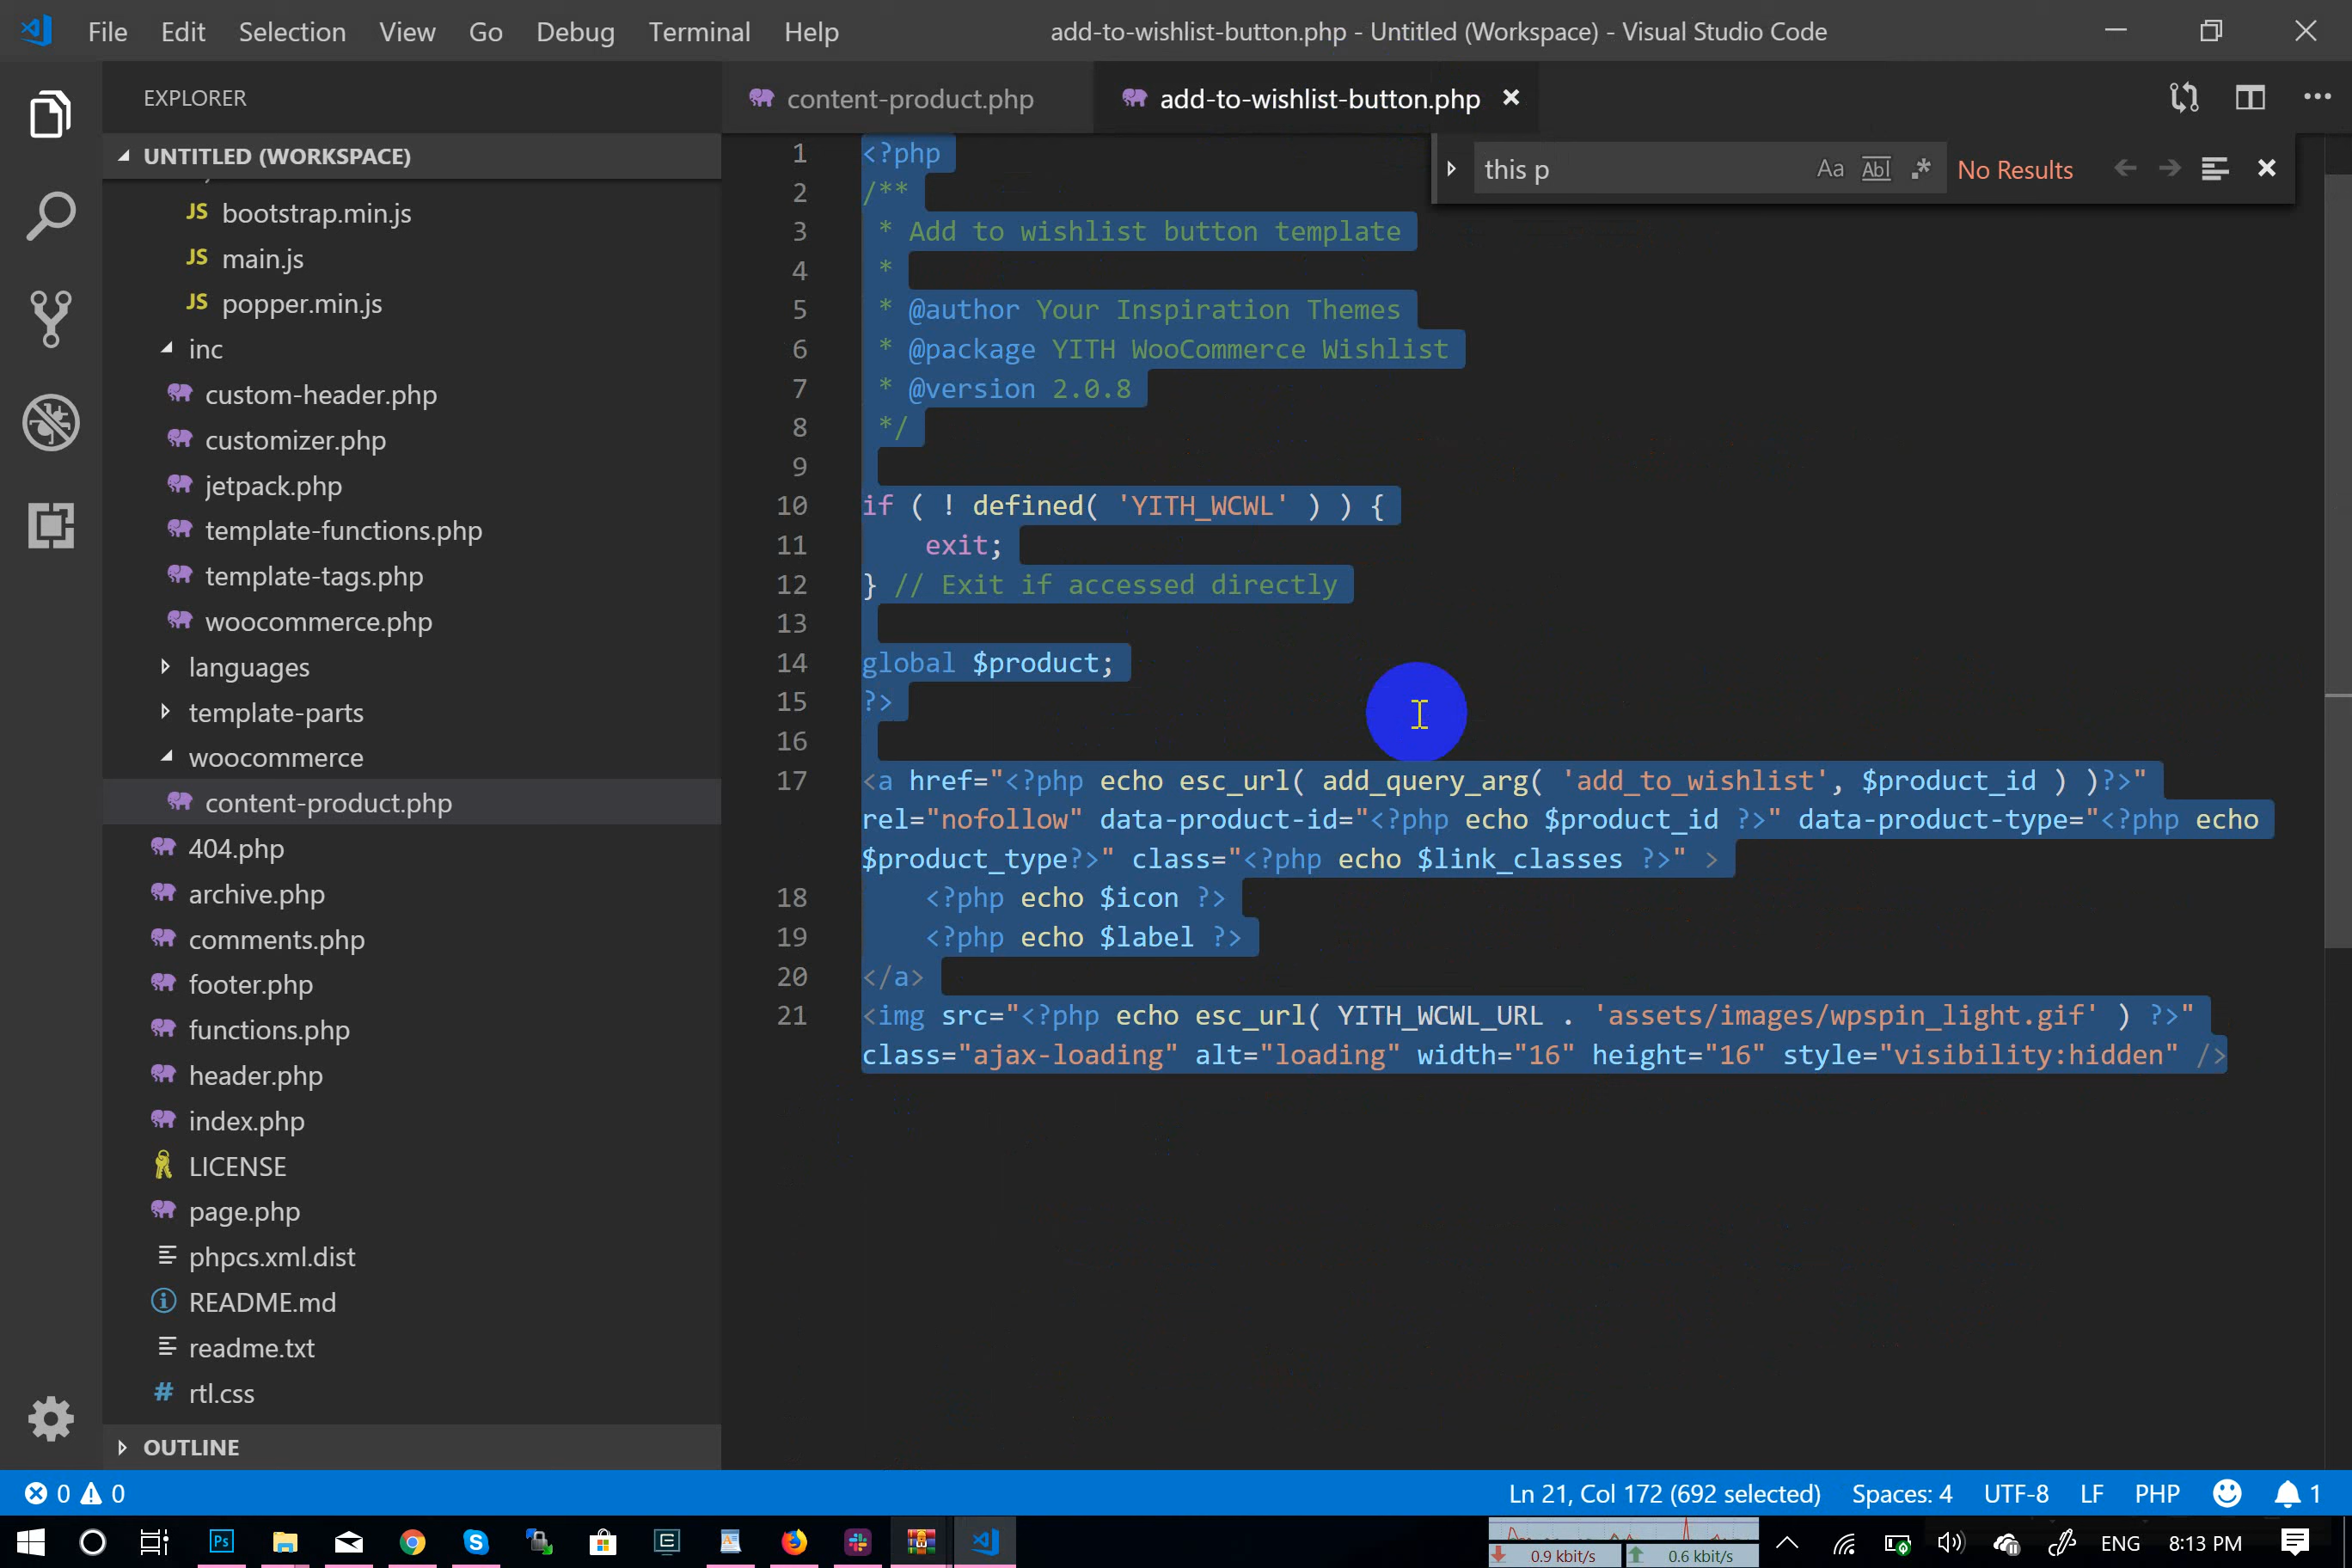 File Edit Selection View Go Debug Terminal Help
add-to-wishlist-button.php - Untitled (Workspace) - Visual Studio Code
EXPLORER
UNTITLED (WORKSPACE)
JS bootstrap.min.js
JS main.js
JS popper.min.js
inc
custom-header.php
customizer.php
jetpack.php
template-functions.php
template-tags.php
woocommerce.php
languages
template-parts
woocommerce
content-product.php
404.php
archive.php
comments.php
footer.php
functions.php
header.php
index.php
LICENSE
page.php
phpcs.xml.dist
README.md
readme.txt
# rtl.css
OUTLINE
content-product.php
add-to-wishlist-button.php
this p
Aa Abl .* No Results
1 <?php
2 /**
3 * Add to wishlist button template
4 *
5 * @author Your Inspiration Themes
6 * @package YITH WooCommerce Wishlist
7 * @version 2.0.8
8 */
9
10 if ( ! defined( 'YITH_WCWL' ) ) {
11 exit;
12 } // Exit if accessed directly
13
14 global $product;
15 ?>
16
17 <a href="<?php echo esc_url( add_query_arg( 'add_to_wishlist', $product_id ) )?>"
rel="nofollow" data-product-id="<?php echo $product_id ?>" data-product-type="<?php echo
$product_type?>" class="<?php echo $link_classes ?>" >
18 <?php echo $icon ?>
19 <?php echo $label ?>
20 </a>
21 <img src="<?php echo esc_url( YITH_WCWL_URL . 'assets/images/wpspin_light.gif' ) ?>"
class="ajax-loading" alt="loading" width="16" height="16" style="visibility:hidden" />
0 0
Ln 21, Col 172 (692 selected) Spaces: 4 UTF-8 LF PHP 1
Ps
0.9 kbit/s 0.6 kbit/s
ENG 8:13 PM